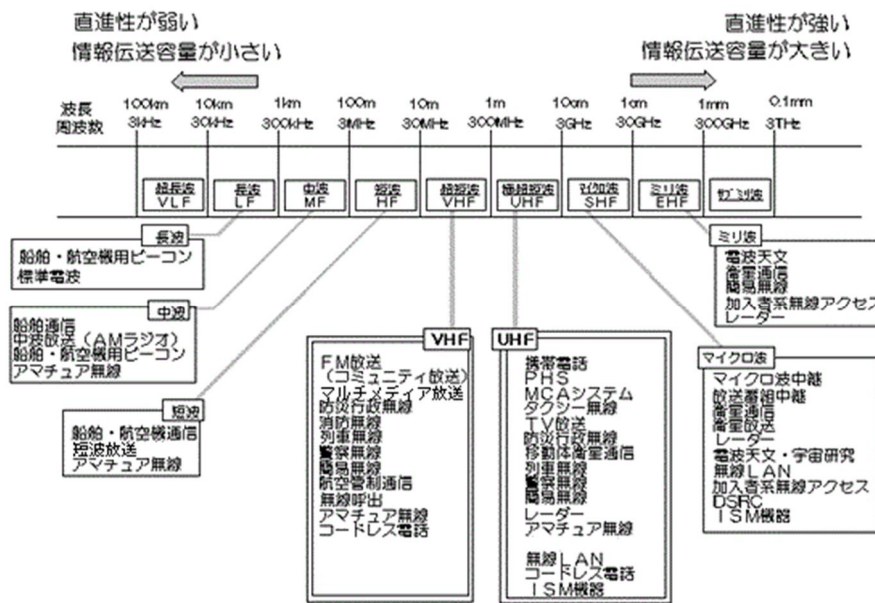 直進性が弱い
情報伝送容量が小さい
直進性が強い
情報伝送容量が大きい
波長 100km 10km 1km 100m 10m 1m 10cm 1cm 1mm 0.1mm
周波数 3kHz 30kHz 300kHz 3MHz 30MHz 300MHz 3GHz 30GHz 300GHz 3THz
超長波 長波 中波 短波 超短波 極超短波 マイクロ波 ミリ波 サブミリ波
VLF LF MF HF VHF UHF SHF EHF
長波
船舶・航空機用ビーコン
標準電波
中波
船舶通信
中波放送(AMラジオ)
船舶・航空機用ビーコン
アマチュア無線
短波
船舶・航空機通信
短波放送
アマチュア無線
VHF
FM放送
(コミュニティ放送)
マルチメディア放送
防災行政無線
消防無線
列車無線
警察無線
簡易無線
航空管制通信
無線呼出
アマチュア無線
コードレス電話
UHF
携帯電話
PHS
MCAシステム
タクシー無線
TV放送
防災行政無線
移動体衛星通信
列車無線
警察無線
簡易無線
レーダー
アマチュア無線
無線LAN
コードレス電話
ISM機器
ミリ波
電波天文
衛星通信
簡易無線
加入者系無線アクセス
レーダー
マイクロ波
マイクロ波中継
放送番組中継
衛星通信
衛星放送
レーダー
電波天文・宇宙研究
無線LAN
加入者系無線アクセス
DSRC
ISM機器